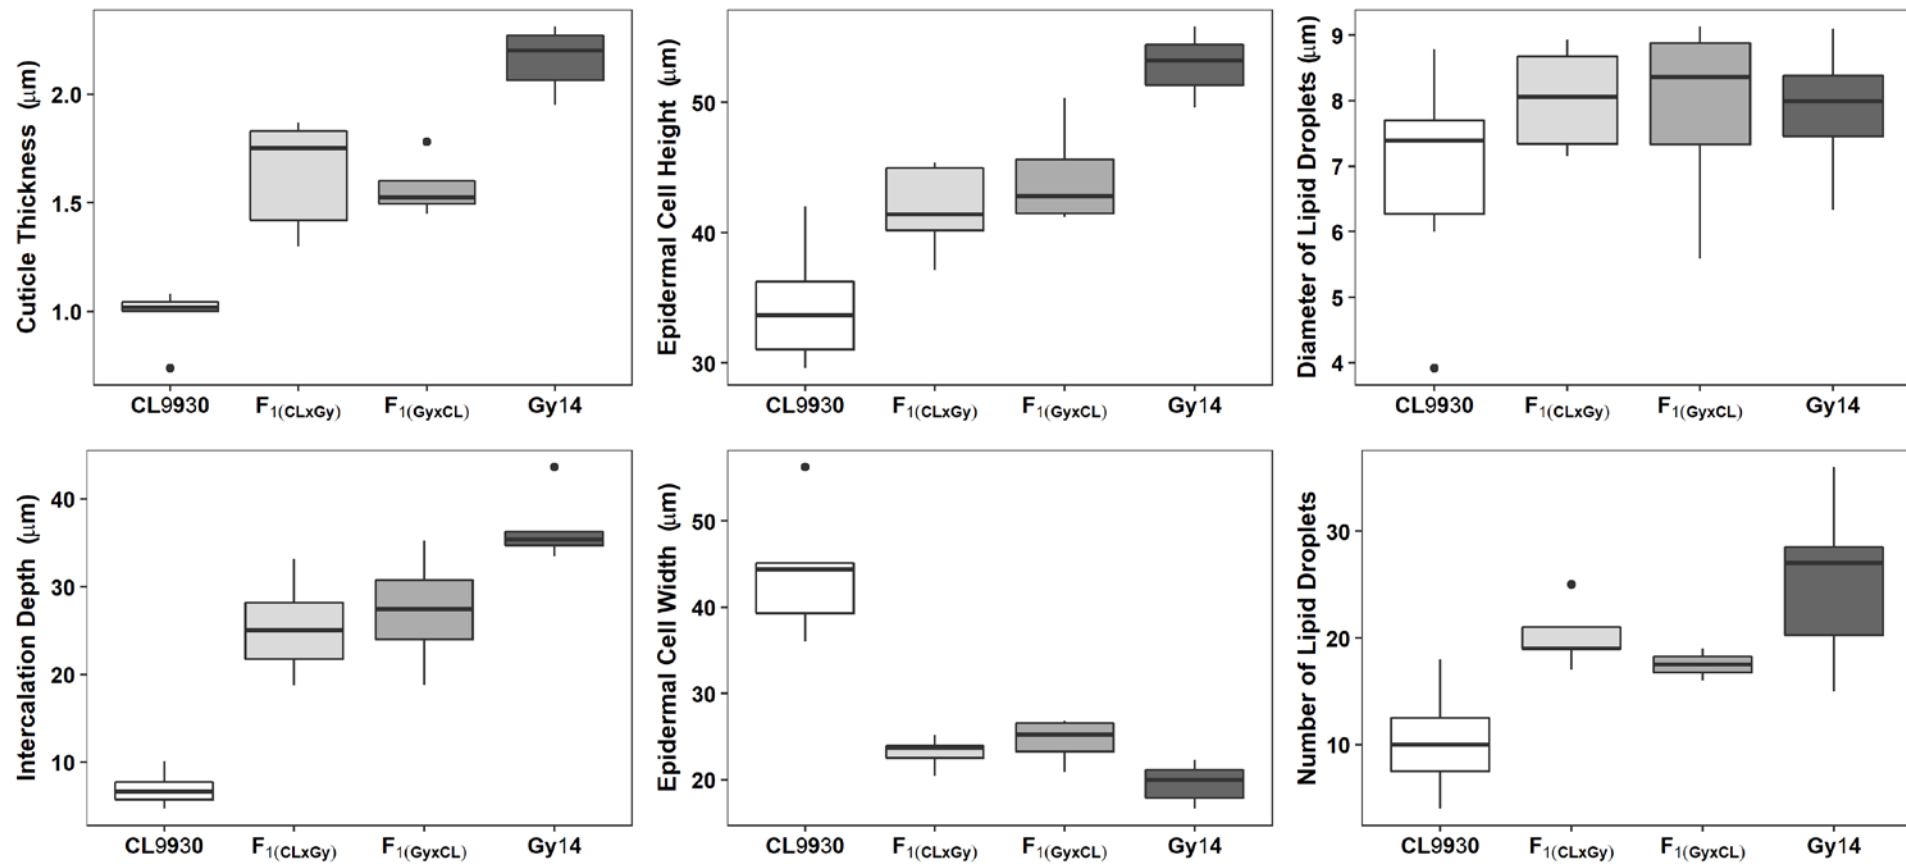 Cuticle Thickness (μm)
2.0
1.5
1.0
CL9930 F1(CLxGy) F1(GyxCL) Gy14
Epidermal Cell Height (μm)
50
40
30
CL9930 F1(CLxGy) F1(GyxCL) Gy14
Diameter of Lipid Droplets (μm)
9
8
7
6
5
4
CL9930 F1(CLxGy) F1(GyxCL) Gy14
Intercalation Depth (μm)
40
30
20
10
CL9930 F1(CLxGy) F1(GyxCL) Gy14
Epidermal Cell Width (μm)
50
40
30
20
CL9930 F1(CLxGy) F1(GyxCL) Gy14
Number of Lipid Droplets
30
20
10
CL9930 F1(CLxGy) F1(GyxCL) Gy14